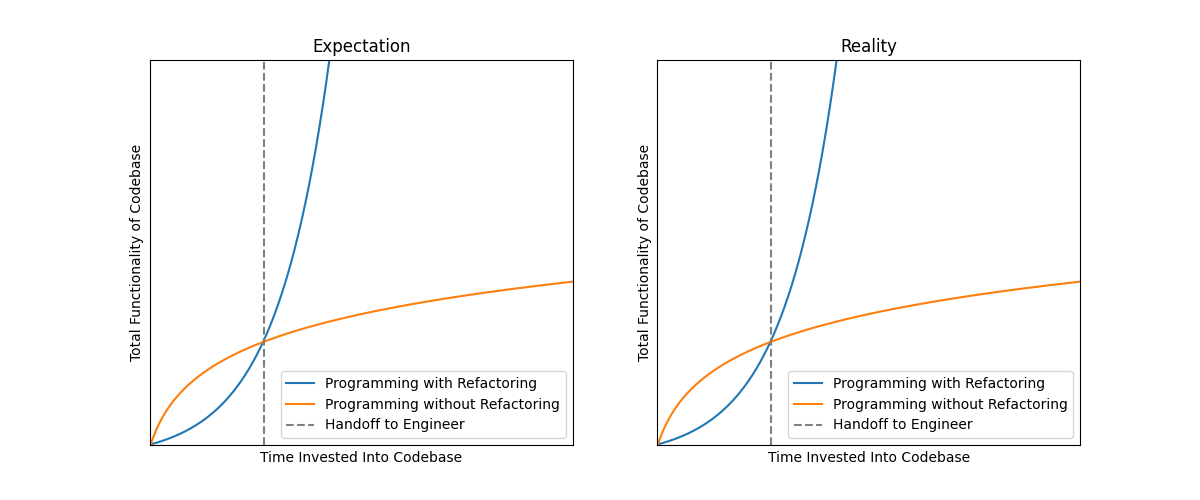 Expectation
Total Functionality of Codebase
Programming with Refactoring
Programming without Refactoring
Handoff to Engineer
Time Invested Into Codebase
Reality
Total Functionality of Codebase
Programming with Refactoring
Programming without Refactoring
Handoff to Engineer
Time Invested Into Codebase